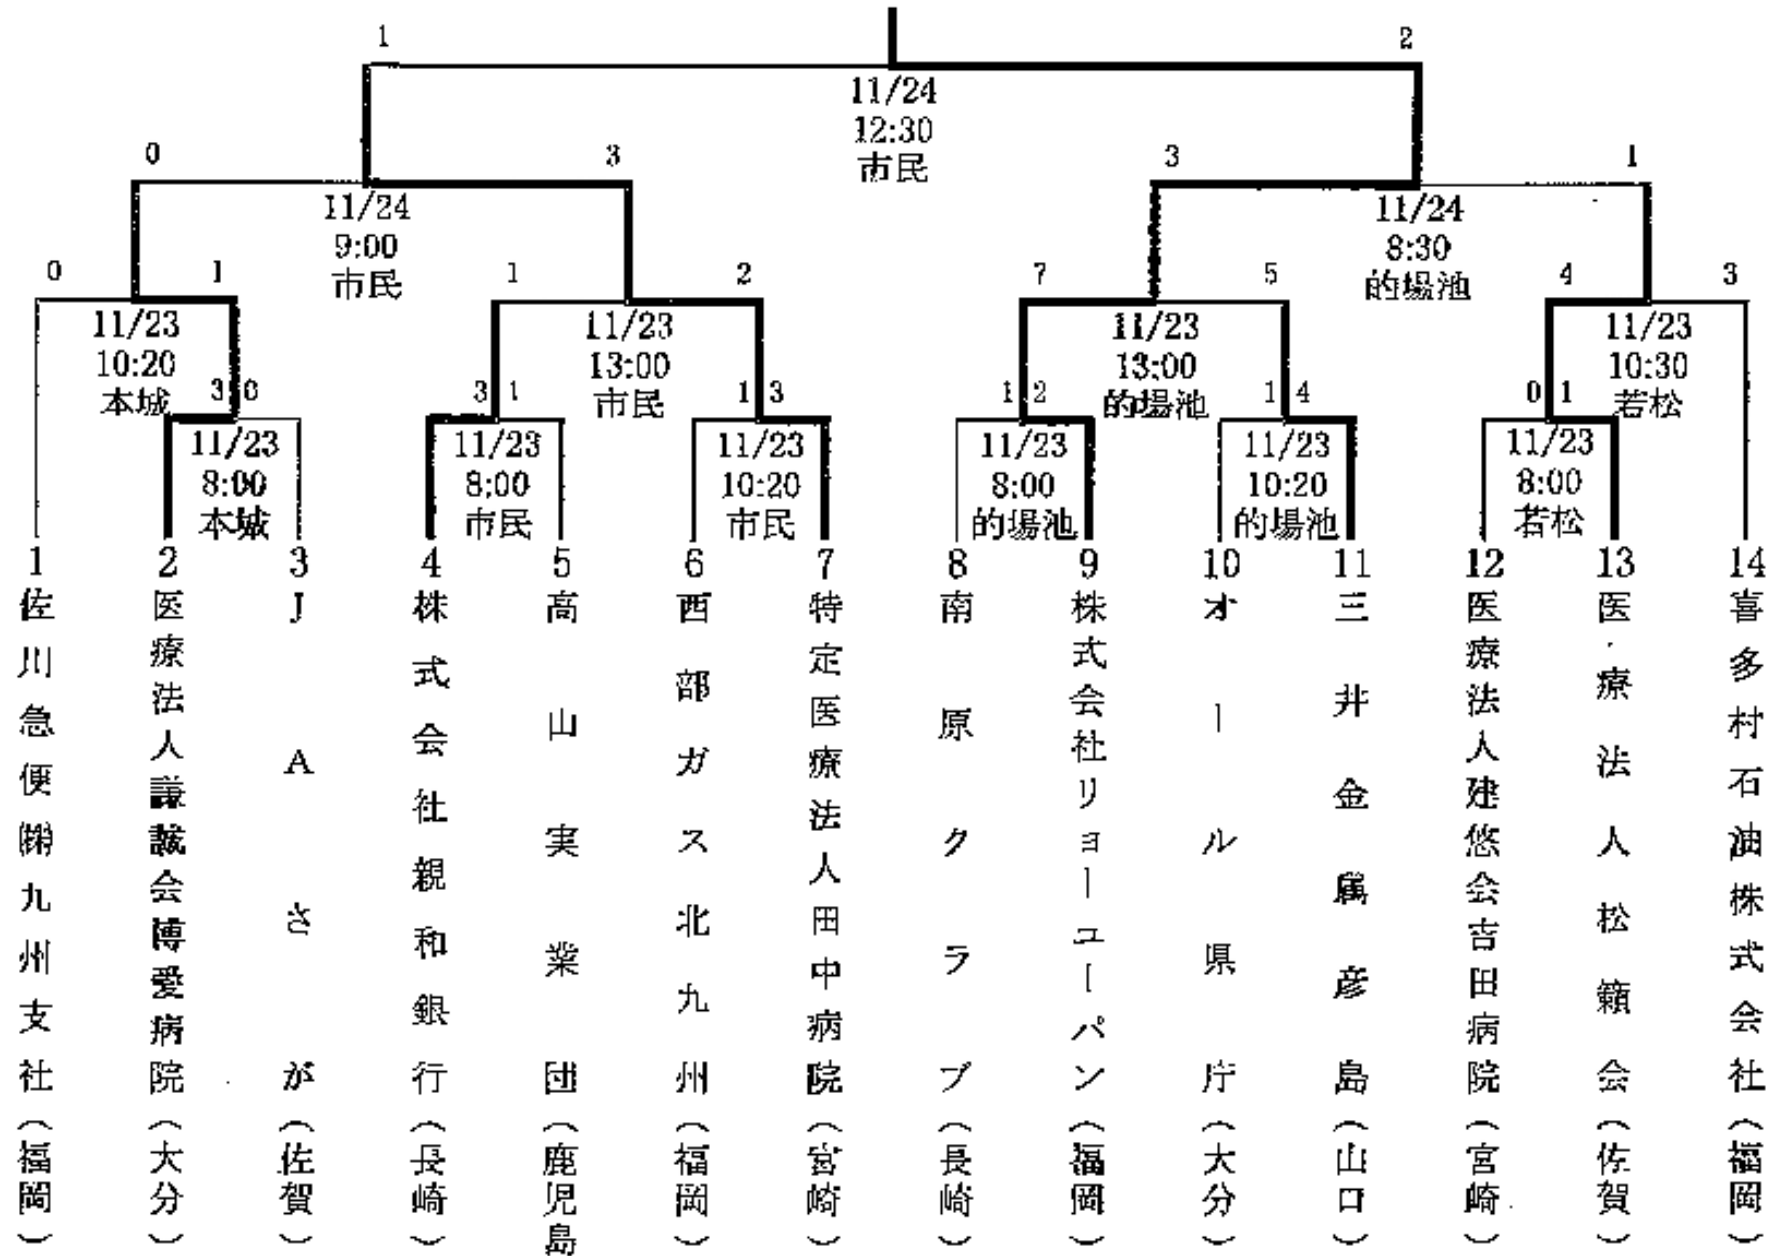 1
2
11/24
12:30
市民
0
3
3
1
11/24
9:00
市民
11/24
8:30
的場池
0
1
1
2
7
5
4
3
11/23
10:20
本城
11/23
13:00
市民
11/23
13:00
的場池
11/23
10:30
若松
3 0
3 1
1 3
1 2
1 4
0 1
11/23
8:00
本城
11/23
8:00
市民
11/23
10:20
市民
11/23
8:00
的場池
11/23
10:20
的場池
11/23
8:00
若松
1 佐川急便㈱九州支社(福岡)
2 医療法人謙誠会博愛病院(大分)
3 JAさが(佐賀)
4 株式会社親和銀行(長崎)
5 高山実業団(鹿児島
6 西部ガス北九州(福岡)
7 特定医療法人田中病院(宮崎)
8 南原クラブ(長崎)
9 株式会社リョーユーパン(福岡)
10 オール県庁(大分)
11 三井金属彦島(山口)
12 医療法人建悠会吉田病院(宮崎)
13 医療法人松籟会(佐賀)
14 喜多村石油株式会社(福岡)